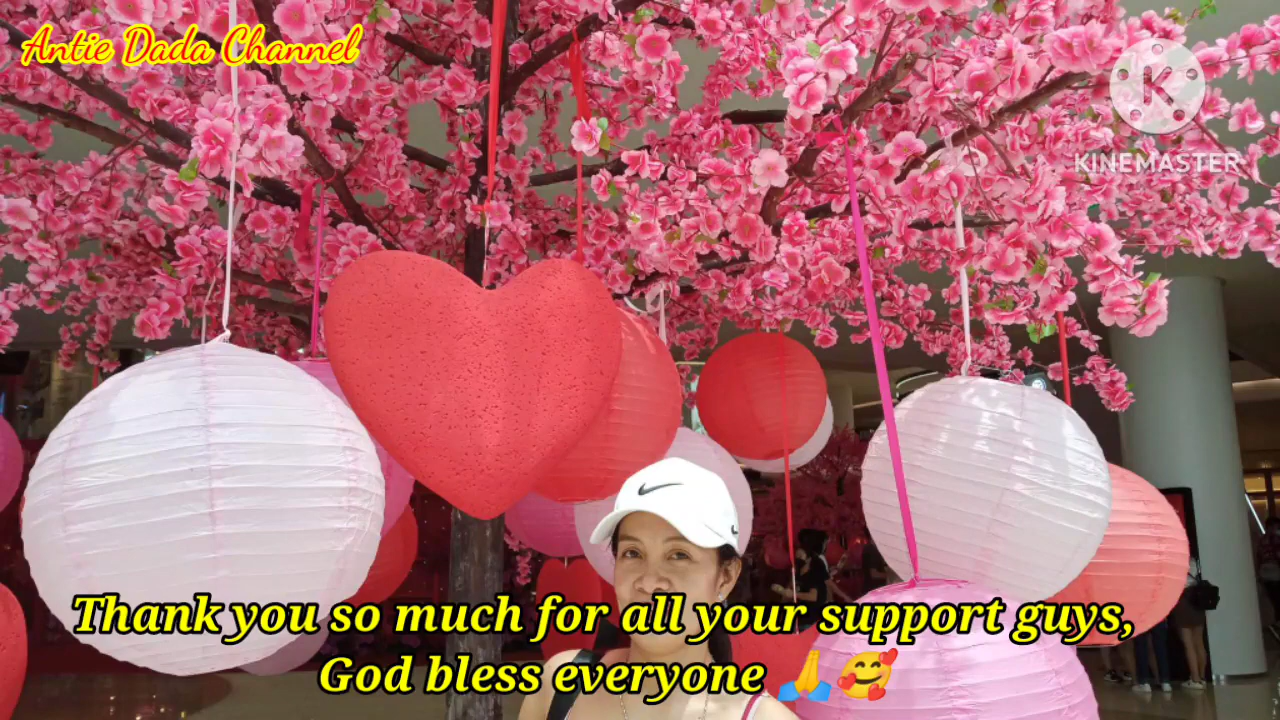 Antie Dada Channel
K
KINEMASTER
Thank you so much for all your support guys,
God bless everyone 🙏🥰